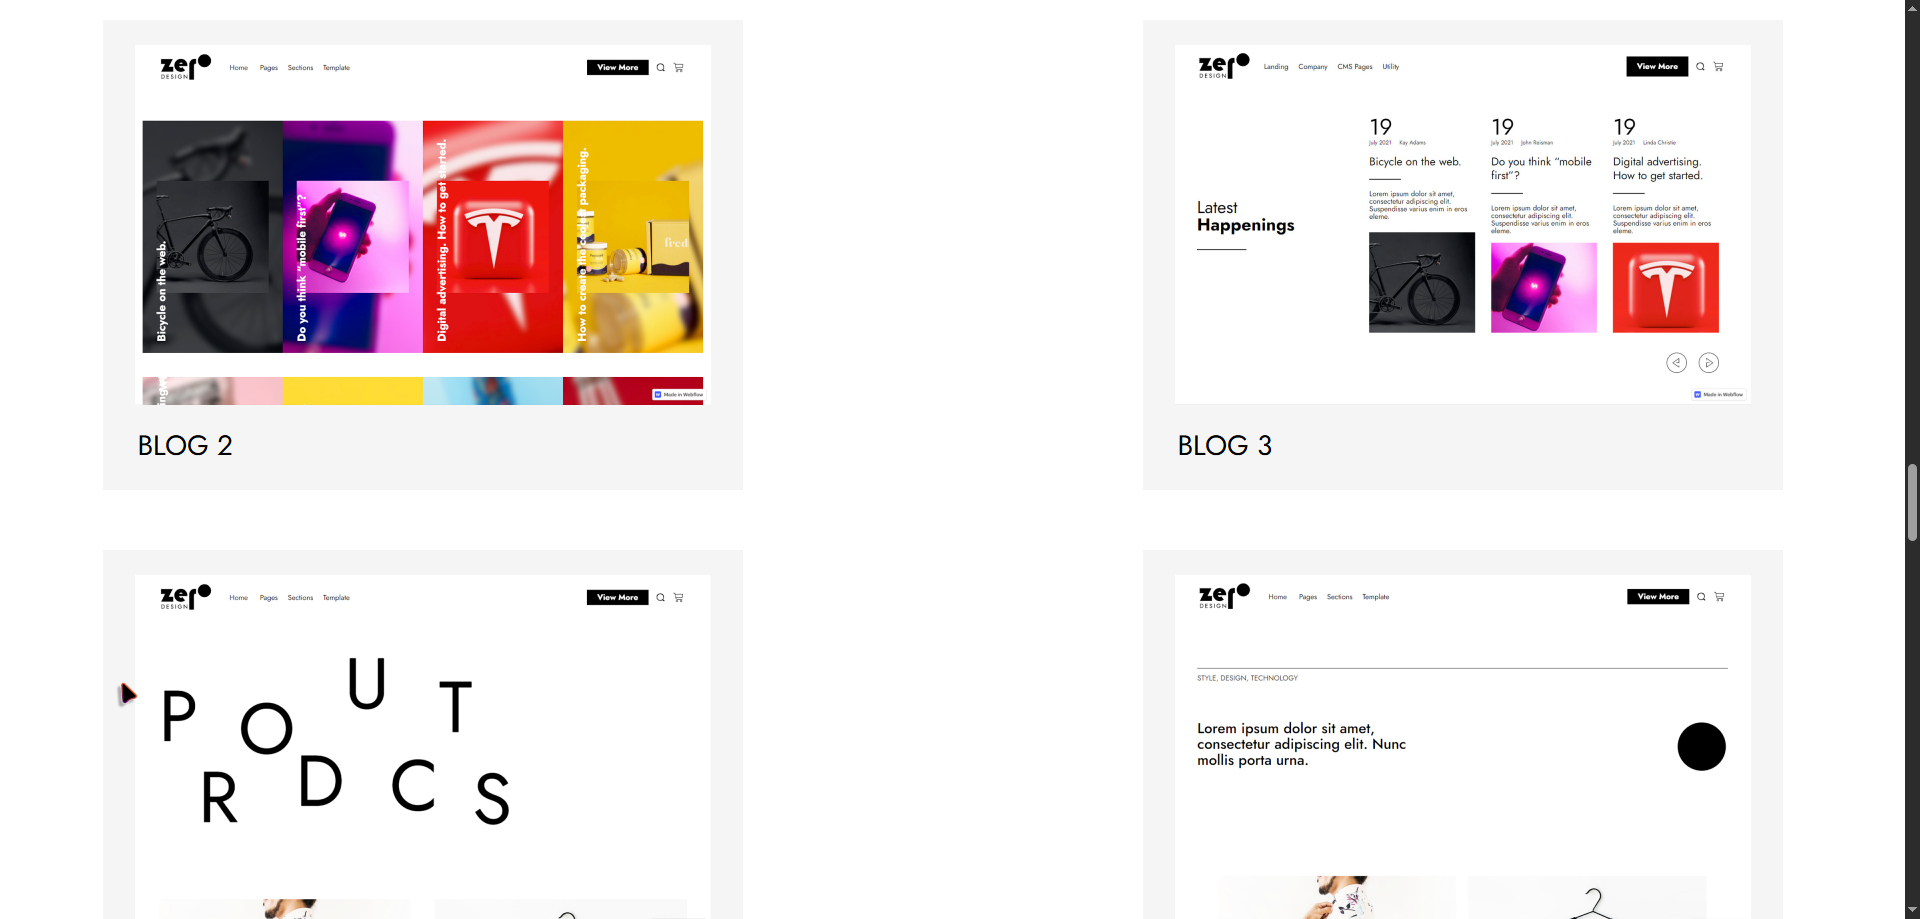 zero
DESIGN
Home Pages Sections Template
View More
Bicycle on the web.
Do you think “mobile first”?
Digital advertising. How to get started.
How to create the coolest packaging.
fred
Made in Webflow
BLOG 2
zero
DESIGN
Landing Company CMS Pages Utility
View More
Latest
Happenings
19
July 2021 Kay Adams
Bicycle on the web.
Lorem ipsum dolor sit amet,
consectetur adipiscing elit.
Suspendisse varius enim in eros
eleme.
19
July 2021 John Reisman
Do you think “mobile
first”?
Lorem ipsum dolor sit amet,
consectetur adipiscing elit.
Suspendisse varius enim in eros
eleme.
19
July 2021 Linda Christie
Digital advertising.
How to get started.
Lorem ipsum dolor sit amet,
consectetur adipiscing elit.
Suspendisse varius enim in eros
eleme.
Made in Webflow
BLOG 3
zero
DESIGN
Home Pages Sections Template
View More
PRODUCTS
zero
DESIGN
Home Pages Sections Template
View More
STYLE, DESIGN, TECHNOLOGY
Lorem ipsum dolor sit amet,
consectetur adipiscing elit. Nunc
mollis porta urna.